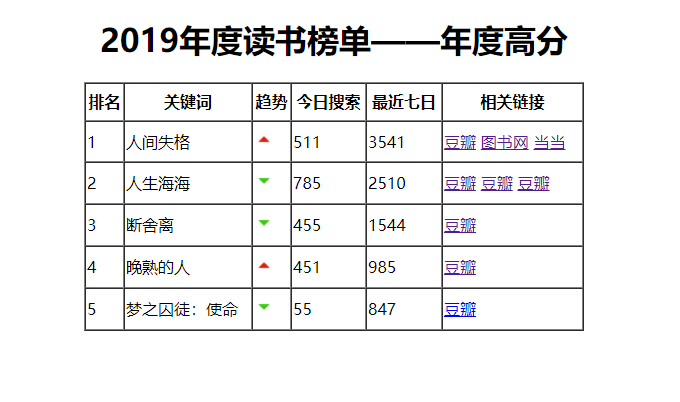 2019年度读书榜单——年度高分
排名 关键词 趋势 今日搜索 最近七日 相关链接
1 人间失格 511 3541 豆瓣 图书网 当当
2 人生海海 785 2510 豆瓣 豆瓣 豆瓣
3 断舍离 455 1544 豆瓣
4 晚熟的人 451 985 豆瓣
5 梦之囚徒：使命 55 847 豆瓣